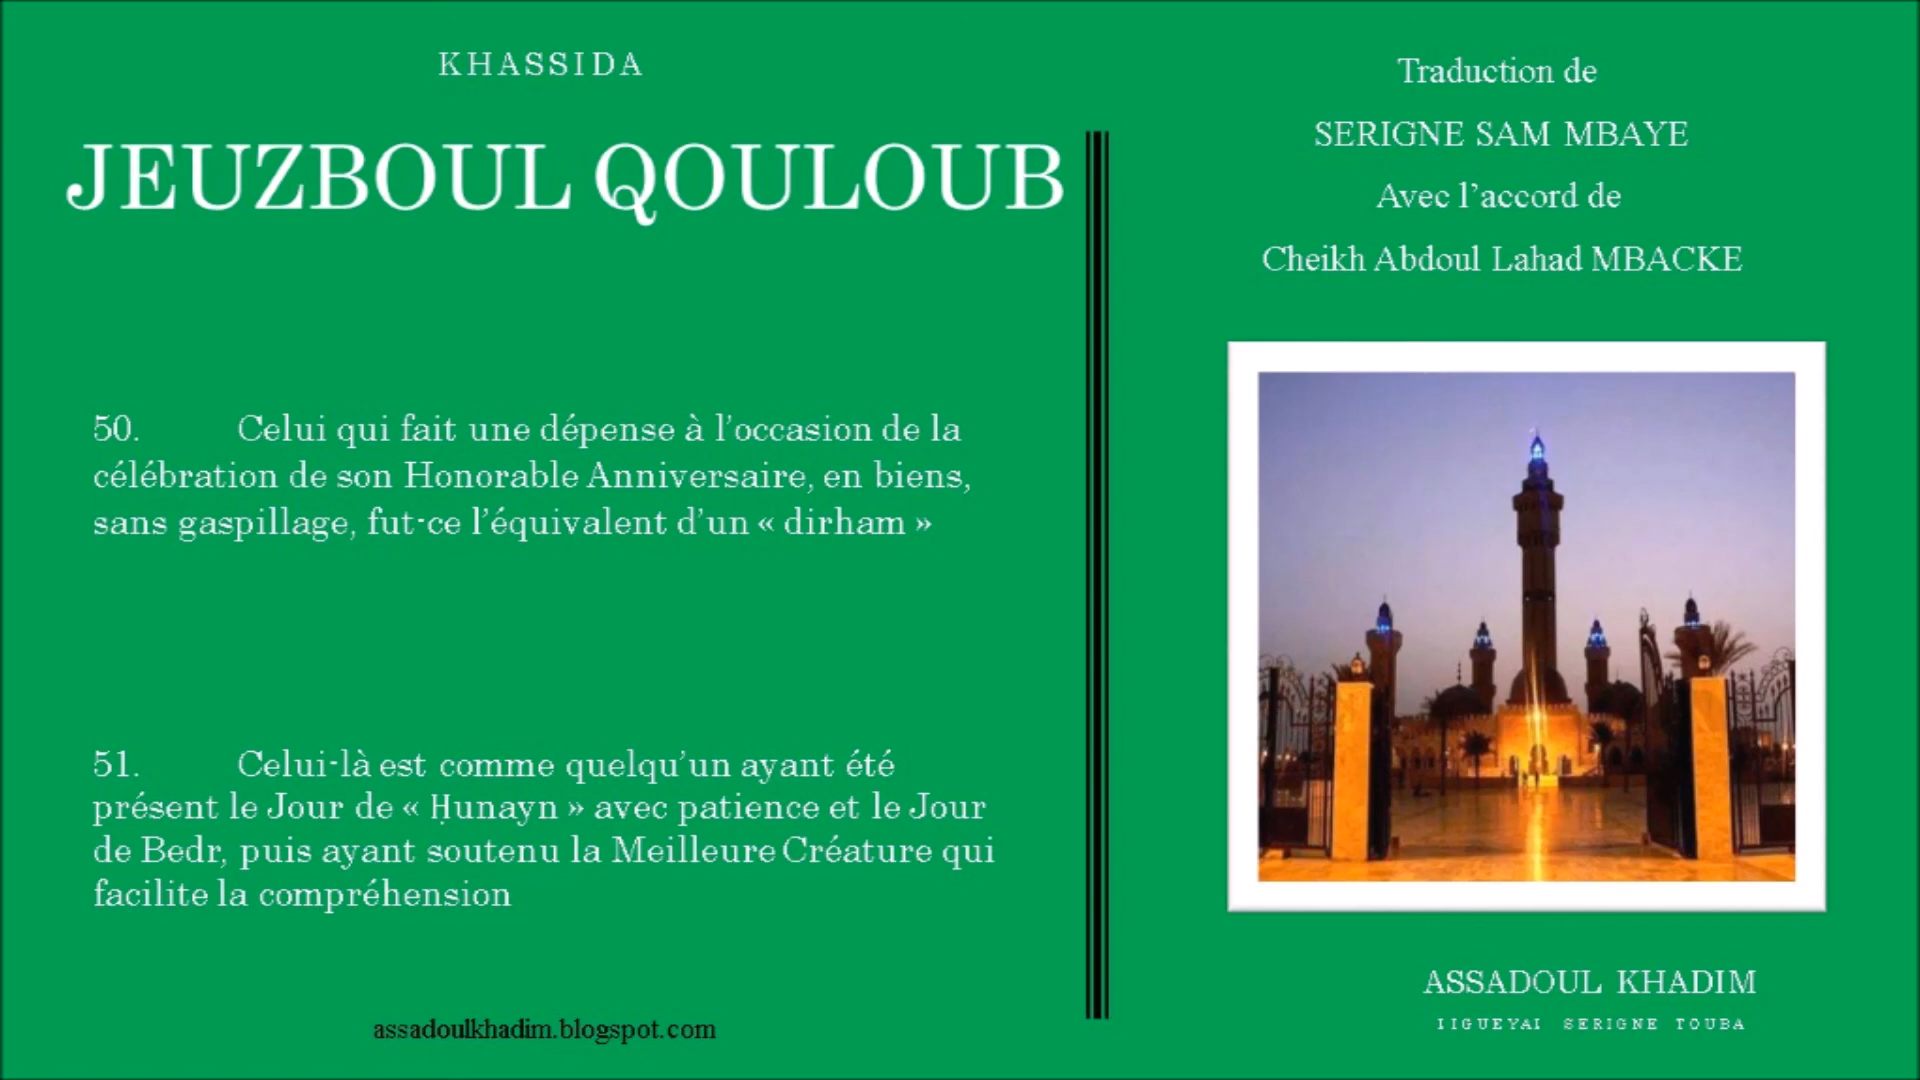 KHASSIDA
JEUZBOUL QOULOUB
50. Celui qui fait une dépense à l’occasion de la
célébration de son Honorable Anniversaire, en biens,
sans gaspillage, fut-ce l’équivalent d’un « dirham »
51. Celui-là est comme quelqu’un ayant été
présent le Jour de « Ḥunayn » avec patience et le Jour
de Bedr, puis ayant soutenu la Meilleure Créature qui
facilite la compréhension
assadoulkhadim.blogspot.com
Traduction de
SERIGNE SAM MBAYE
Avec l’accord de
Cheikh Abdoul Lahad MBACKE
ASSADOUL KHADIM
LIGUEYAL SERIGNE TOUBA